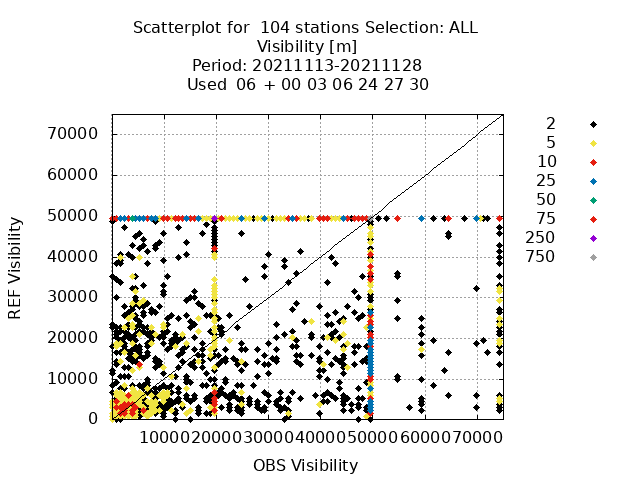 Scatterplot for  104 stations Selection: ALL
Visibility [m]
Period: 20211113-20211128
Used  06 + 00 03 06 24 27 30
REF Visibility
70000
60000
50000
40000
30000
20000
10000
0
10000 20000 30000 40000 50000 60000 70000
OBS Visibility
2
5
10
25
50
75
250
750